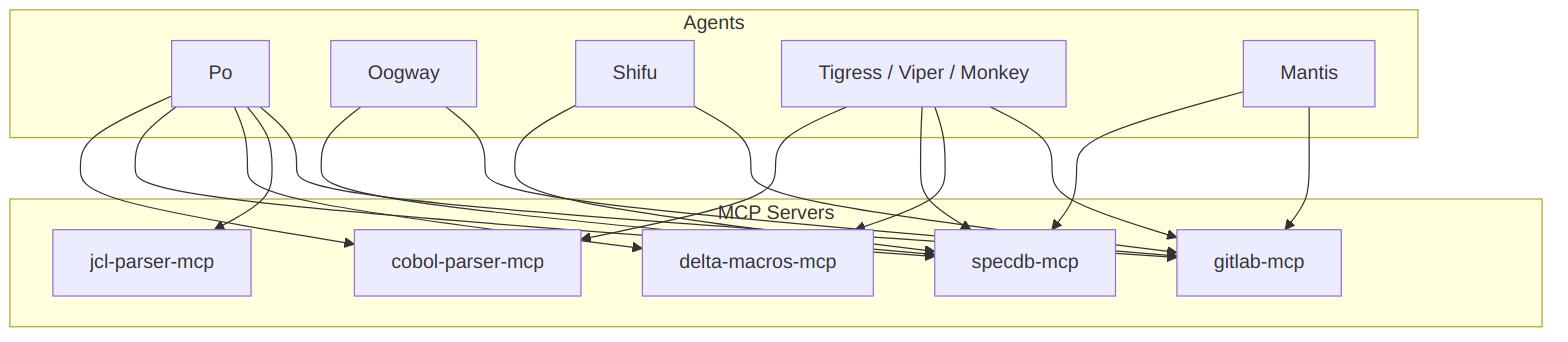 Agents
Po
Oogway
Shifu
Tigress / Viper / Monkey
Mantis
MCP Servers
jcl-parser-mcp
cobol-parser-mcp
delta-macros-mcp
specdb-mcp
gitlab-mcp